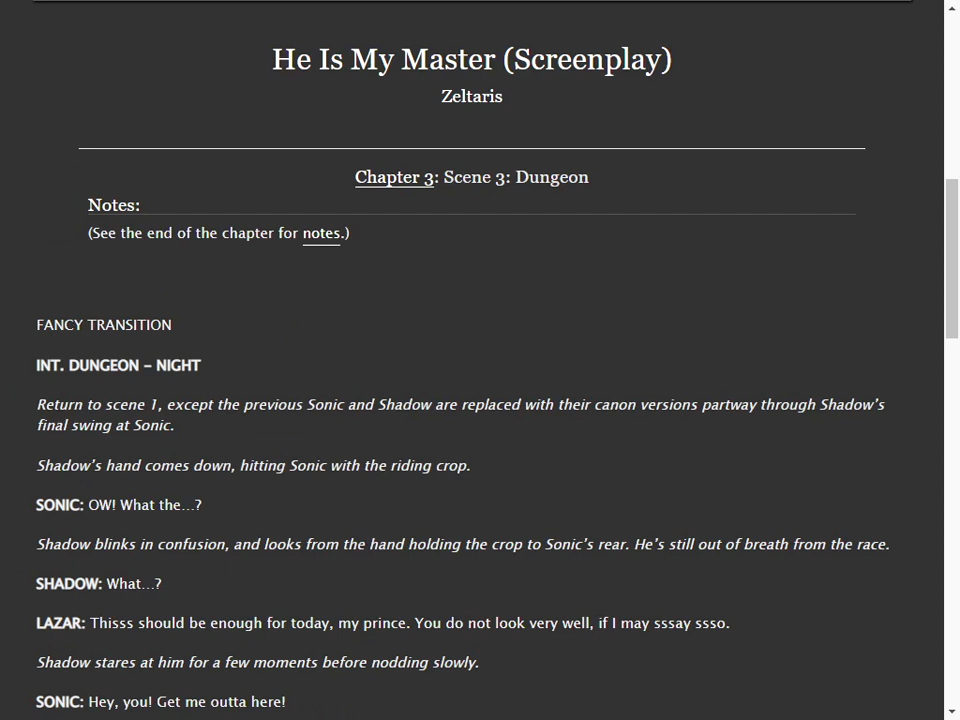 He Is My Master (Screenplay)
Zeltaris
Chapter 3: Scene 3: Dungeon
Notes:
(See the end of the chapter for notes.)
FANCY TRANSITION
INT. DUNGEON – NIGHT
Return to scene 1, except the previous Sonic and Shadow are replaced with their canon versions partway through Shadow’s
final swing at Sonic.
Shadow’s hand comes down, hitting Sonic with the riding crop.
SONIC: OW! What the…?
Shadow blinks in confusion, and looks from the hand holding the crop to Sonic’s rear. He’s still out of breath from the race.
SHADOW: What…?
LAZAR: Thisss should be enough for today, my prince. You do not look very well, if I may sssay ssso.
Shadow stares at him for a few moments before nodding slowly.
SONIC: Hey, you! Get me outta here!